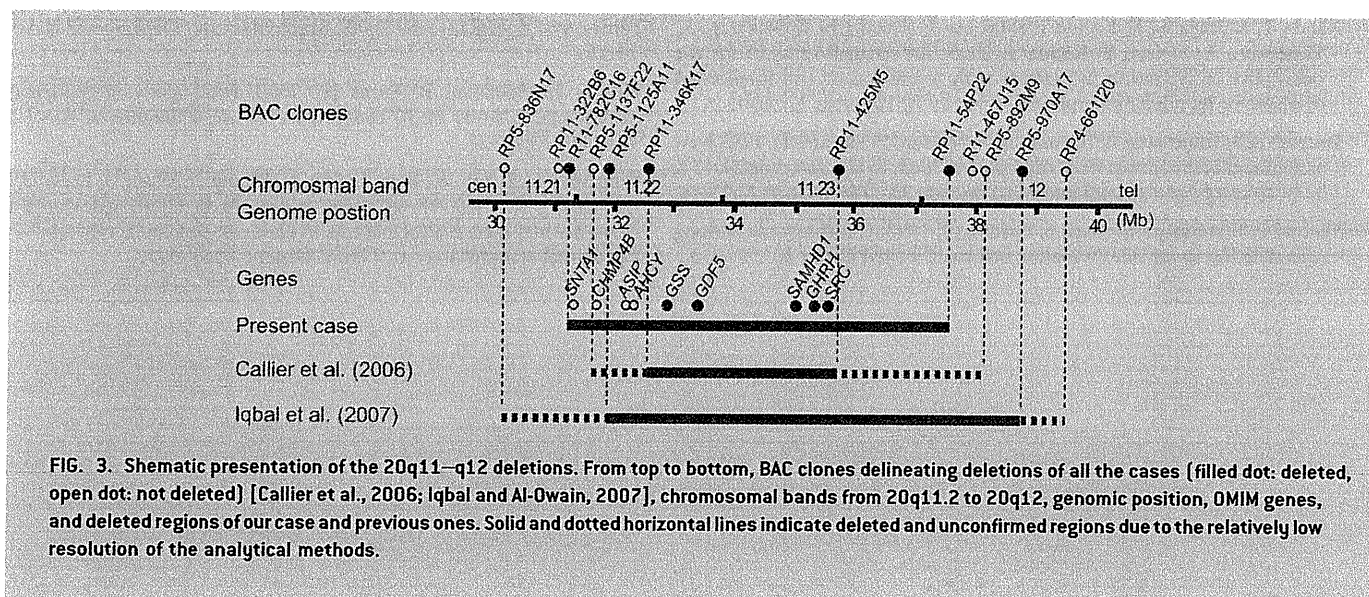 BAC clones
RP5-836N17
RP11-322B6
R11-782C16
RP5-1137F22
RP5-1125A11
RP11-346K17
RP11-425M5
RP11-54P22
R11-467J15
RP5-892M9
RP5-970A17
RP4-661I20
Chromosmal band
cen 11.21 11.22 11.23 12 tel
Genome postion
30 32 34 36 38 40 (Mb)
Genes
SNTA1
CHMP4B
ASIP
AHCY
GSS
GDF5
SAMHD1
GHRH
SRC
Present case
Callier et al. (2006)
Iqbal et al. (2007)
FIG. 3. Shematic presentation of the 20q11–q12 deletions. From top to bottom, BAC clones delineating deletions of all the cases (filled dot: deleted,
open dot: not deleted) [Callier et al., 2006; Iqbal and Al-Owain, 2007], chromosomal bands from 20q11.2 to 20q12, genomic position, OMIM genes,
and deleted regions of our case and previous ones. Solid and dotted horizontal lines indicate deleted and unconfirmed regions due to the relatively low
resolution of the analytical methods.